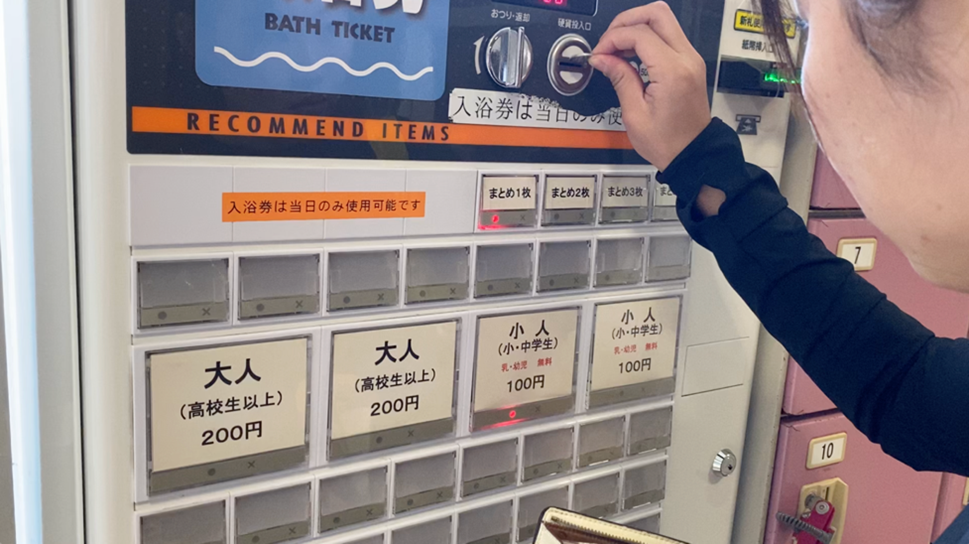 BATH TICKET
おつり・返却
硬貨投入口
入浴券は当日のみ使
RECOMMEND ITEMS
入浴券は当日のみ使用可能です
まとめ1枚
まとめ2枚
まとめ3枚
まと
大人
(高校生以上)
200円
大人
(高校生以上)
200円
小人
(小・中学生)
乳・幼児 無料
100円
小人
(小・中学生)
乳・幼児 無料
100円
7
10